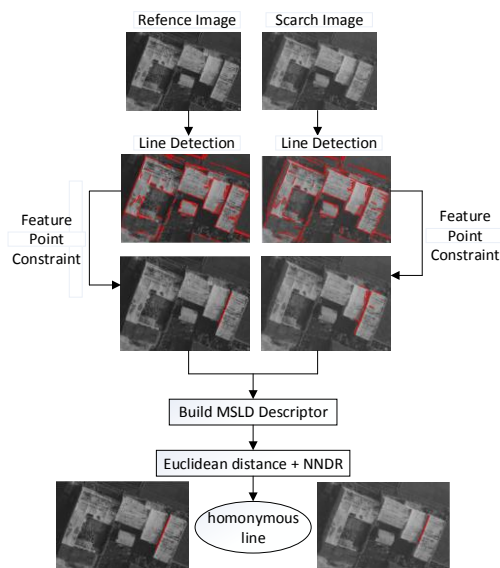 Refence Image
Scarch Image
Line Detection
Line Detection
Feature
Point
Constraint
Feature
Point
Constraint
Build MSLD Descriptor
Euclidean distance + NNDR
homonymous
line